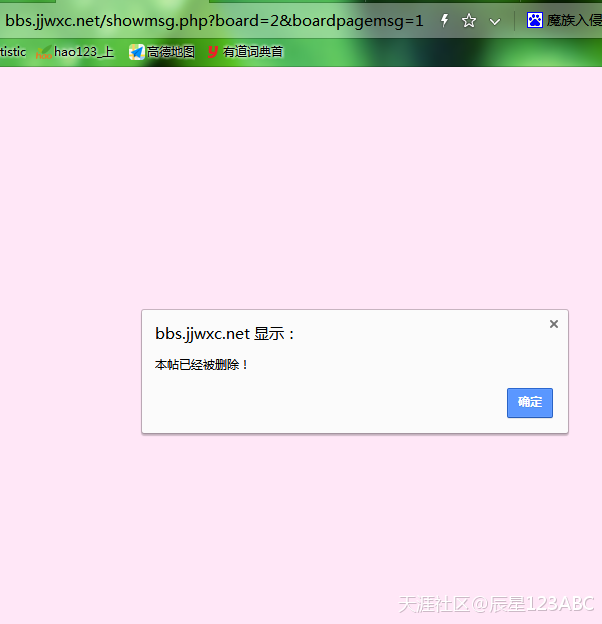 bbs.jjwxc.net/showmsg.php?board=2&boardpagemsg=1
魔族入侵
tistic
hao123_上
高德地图
有道词典首
bbs.jjwxc.net 显示：
本帖已经被删除！
确定
天涯社区@辰星123ABC